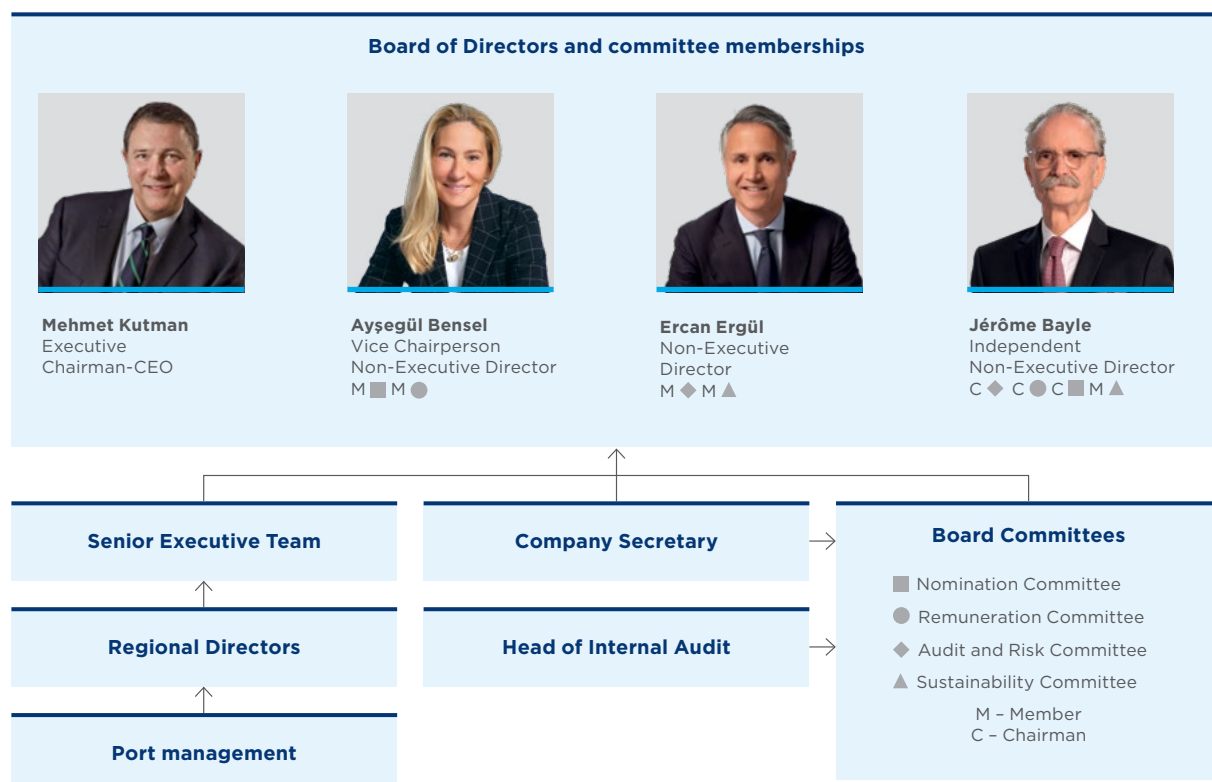 Board of Directors and committee memberships
Mehmet Kutman
Executive
Chairman-CEO
Ayşegül Bensel
Vice Chairperson
Non-Executive Director
M ■ M ●
Ercan Ergül
Non-Executive
Director
M ◆ M ▲
Jérôme Bayle
Independent
Non-Executive Director
C ◆ C ● C ■ M ▲
Senior Executive Team
Company Secretary
Board Committees
■ Nomination Committee
● Remuneration Committee
◆ Audit and Risk Committee
▲ Sustainability Committee
M – Member
C – Chairman
Regional Directors
Head of Internal Audit
Port management